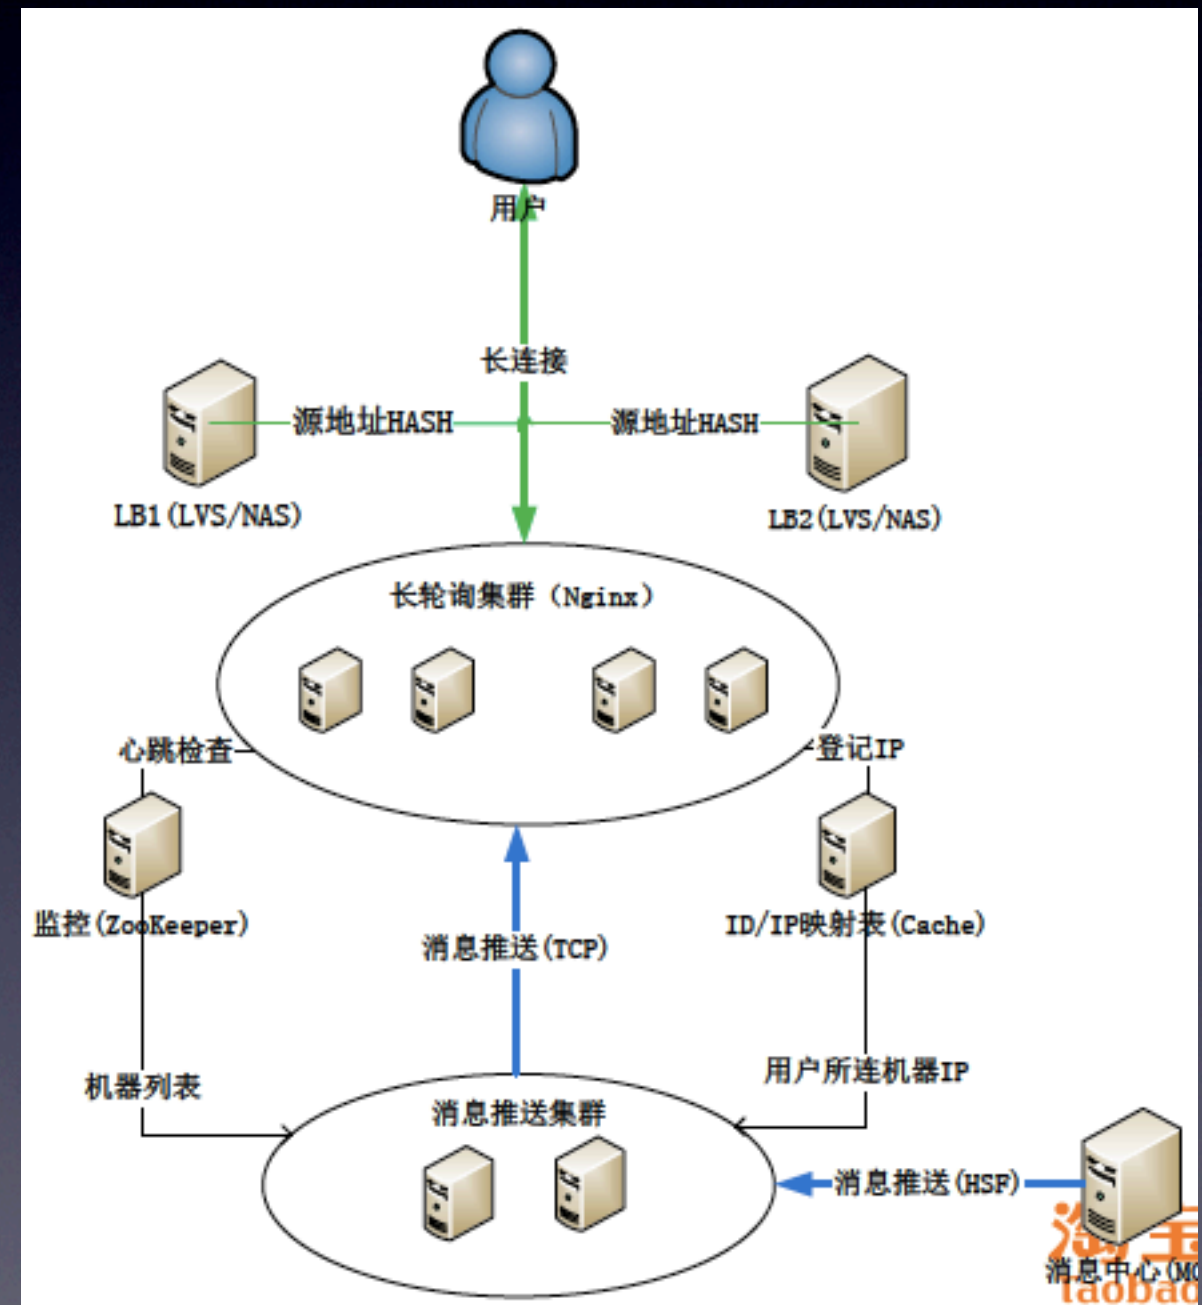 用户
长连接
源地址HASH
源地址HASH
LB1(LVS/NAS)
LB2(LVS/NAS)
长轮询集群（Nginx）
心跳检查
登记IP
监控(ZooKeeper)
ID/IP映射表(Cache)
消息推送(TCP)
机器列表
用户所连机器IP
消息推送集群
消息推送(HSF)
淘宝
消息中心(M
taobao